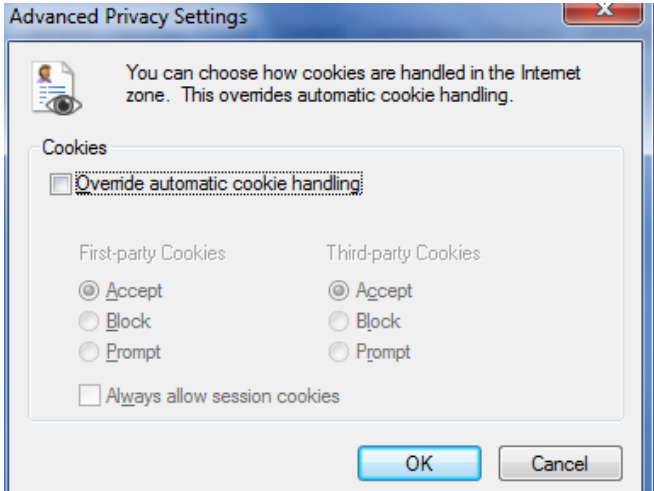 Advanced Privacy Settings
You can choose how cookies are handled in the Internet
zone. This overrides automatic cookie handling.
Cookies
Override automatic cookie handling
First-party Cookies
Third-party Cookies
Accept
Accept
Block
Block
Prompt
Prompt
Always allow session cookies
OK
Cancel